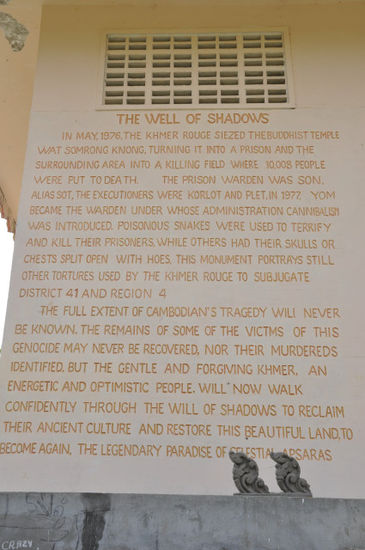 THE WELL OF SHADOWS
IN MAY, 1976, THE KHMER ROUGE SIEZED THE BUDDHIST TEMPLE
WAT SOMRONG KNONG, TURNING IT INTO A PRISON AND THE
SURROUNDING AREA INTO A KILLING FIELD WHERE 10,008 PEOPLE
WERE PUT TO DEATH. THE PRISON WARDEN WAS SON,
ALIAS SOT, THE EXECUTIONERS WERE KORLOT AND PLET, IN 1977, YOM
BECAME THE WARDEN UNDER WHOSE ADMINISTRATION CANNIBALISM
WAS INTRODUCED. POISONOUS SNAKES WERE USED TO TERRIFY
AND KILL THEIR PRISONERS, WHILE OTHERS HAD THEIR SKULLS OR
CHESTS SPLIT OPEN WITH HOES, THIS MONUMENT PORTRAYS STILL
OTHER TORTURES USED BY THE KHMER ROUGE TO SUBJUGATE
DISTRICT 41 AND REGION 4
THE FULL EXTENT OF CAMBODIAN'S TRAGEDY WILL NEVER
BE KNOWN. THE REMAINS OF SOME OF THE VICTMS OF THIS
GENOCIDE MAY NEVER BE RECOVERED, NOR THEIR MURDEREDS
IDENTIFIED. BUT THE GENTLE AND FORGIVING KHMER, AN
ENERGETIC AND OPTIMISTIC PEOPLE. WILL NOW WALK
CONFIDENTLY THROUGH THE WILL OF SHADOWS TO RECLAIM
THEIR ANCIENT CULTURE AND RESTORE THIS BEAUTIFUL LAND, TO
BECOME AGAIN, THE LEGENDARY PARADISE OF CELESTIAL APSARAS
CRAZY